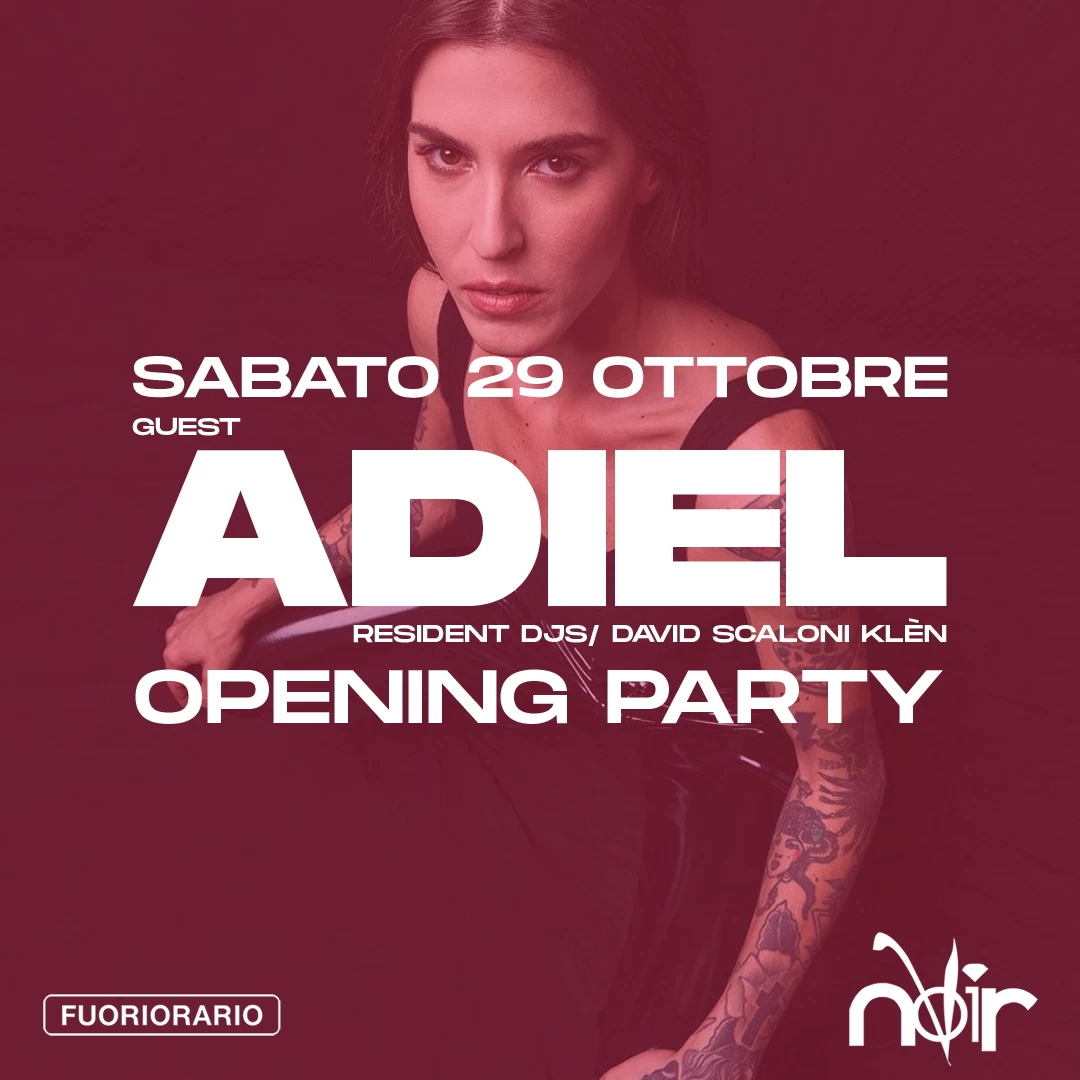 SABATO 29 OTTOBRE
GUEST
ADIEL
RESIDENT DJS/ DAVID SCALONI KLÈN
OPENING PARTY
FUORIORARIO
noir